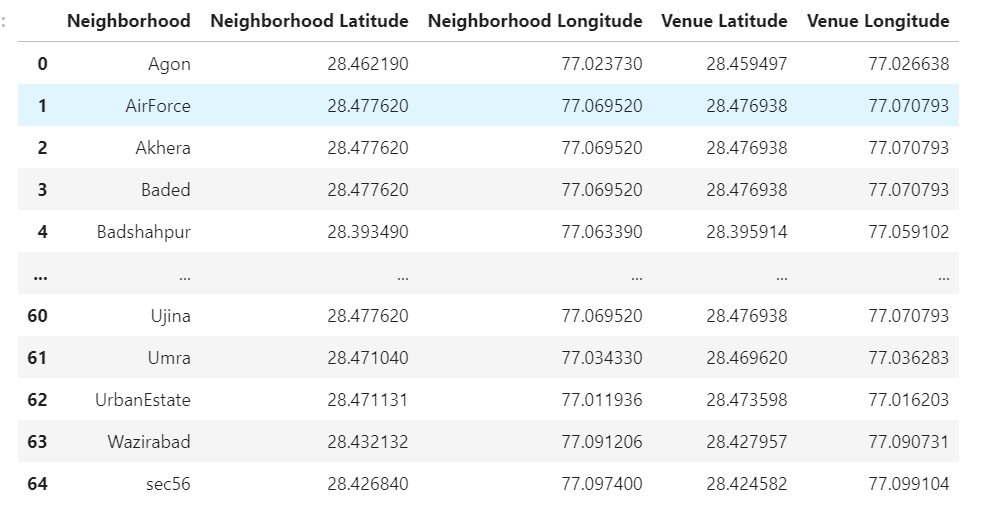 :
Neighborhood Neighborhood Latitude Neighborhood Longitude Venue Latitude Venue Longitude
0 Agon 28.462190 77.023730 28.459497 77.026638
1 AirForce 28.477620 77.069520 28.476938 77.070793
2 Akhera 28.477620 77.069520 28.476938 77.070793
3 Baded 28.477620 77.069520 28.476938 77.070793
4 Badshahpur 28.393490 77.063390 28.395914 77.059102
... ... ... ... ... ...
60 Ujina 28.477620 77.069520 28.476938 77.070793
61 Umra 28.471040 77.034330 28.469620 77.036283
62 UrbanEstate 28.471131 77.011936 28.473598 77.016203
63 Wazirabad 28.432132 77.091206 28.427957 77.090731
64 sec56 28.426840 77.097400 28.424582 77.099104